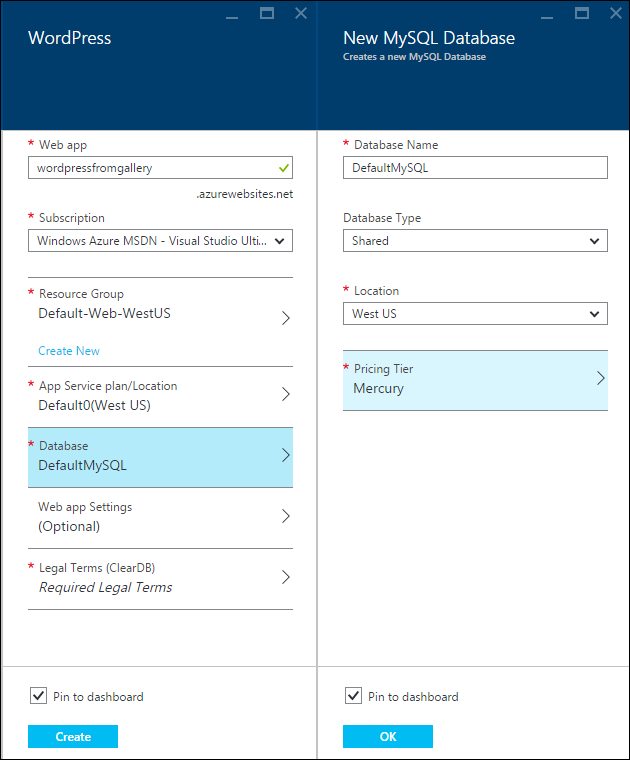 WordPress
* Web app
wordpressfromgallery
.azurewebsites.net
* Subscription
Windows Azure MSDN - Visual Studio Ulti...
* Resource Group
Default-Web-WestUS
Create New
* App Service plan/Location
Default0(West US)
* Database
DefaultMySQL
Web app Settings
(Optional)
* Legal Terms (ClearDB)
Required Legal Terms
Pin to dashboard
Create
New MySQL Database
Creates a new MySQL Database
* Database Name
DefaultMySQL
Database Type
Shared
* Location
West US
* Pricing Tier
Mercury
Pin to dashboard
OK